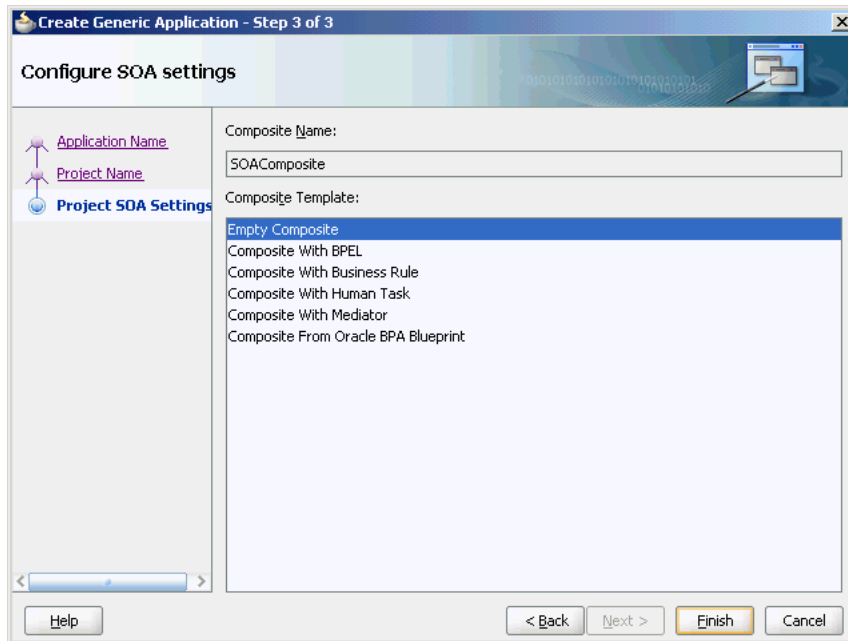 Create Generic Application - Step 3 of 3
Configure SOA settings
Application Name
Project Name
Project SOA Settings
Composite Name:
SOAComposite
Composite Template:
Empty Composite
Composite With BPEL
Composite With Business Rule
Composite With Human Task
Composite With Mediator
Composite From Oracle BPA Blueprint
Help
< Back
Next >
Finish
Cancel